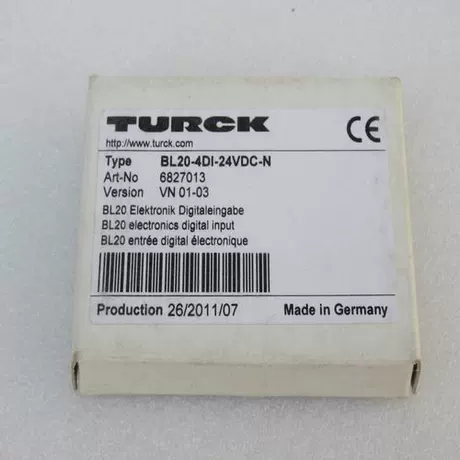 TURCK
CE
http://www.turck.com
Type BL20-4DI-24VDC-N
Art-No 6827013
Version VN 01-03
BL20 Elektronik Digitaleingabe
BL20 electronics digital input
BL20 entrée digital électronique
Production 26/2011/07 Made in Germany